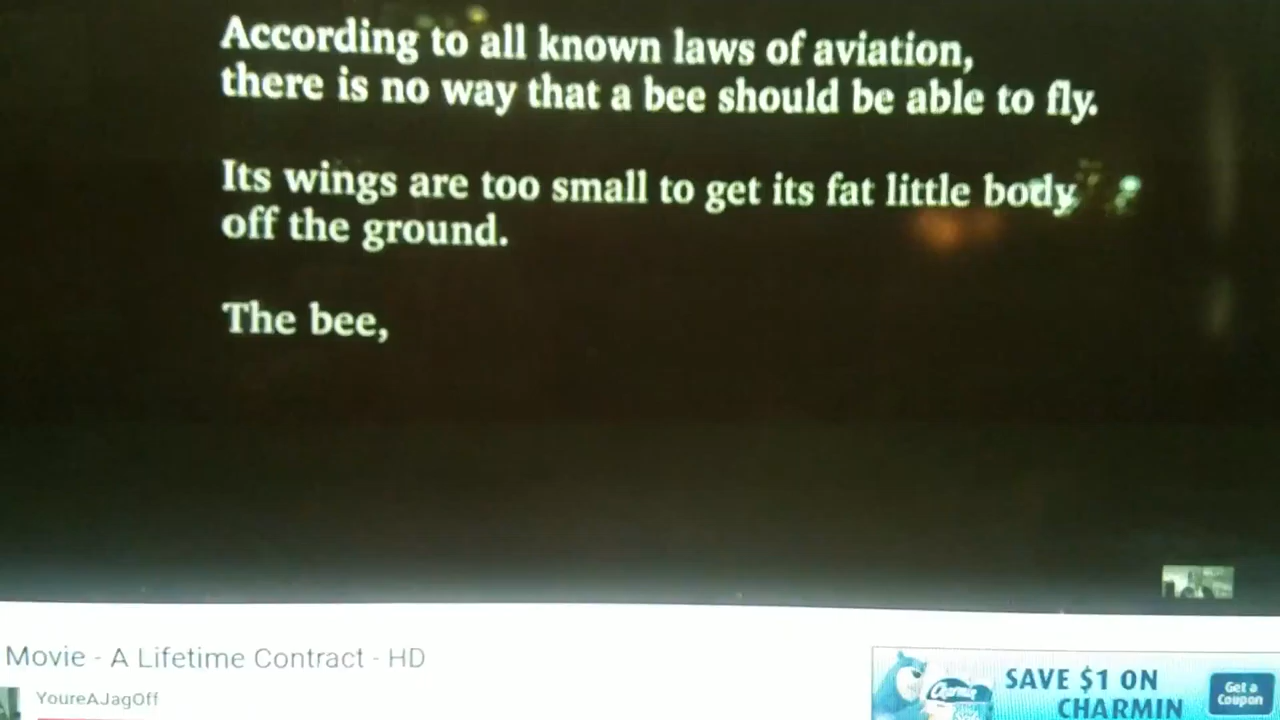 According to all known laws of aviation,
there is no way that a bee should be able to fly.
Its wings are too small to get its fat little body
off the ground.
The bee,
Movie - A Lifetime Contract - HD
YoureAJagOff
SAVE $1 ON
CHARMIN
Get a
Coupon
Charmin